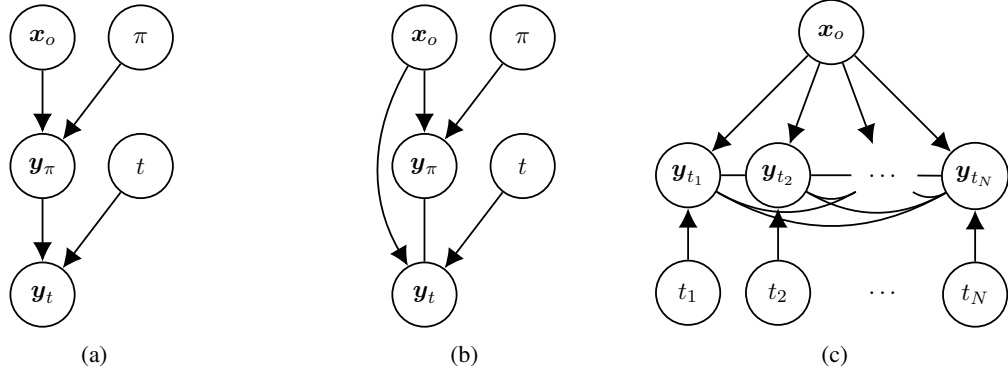 x_o π x_o π x_o
y_π t y_π t y_{t_1} y_{t_2} ⋯ y_{t_N}
y_t y_t t_1 t_2 ⋯ t_N
(a) (b) (c)